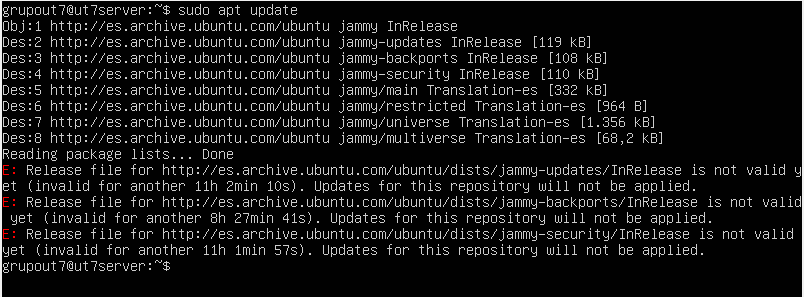 grupout7@ut7server:~$ sudo apt update
Obj:1 http://es.archive.ubuntu.com/ubuntu jammy InRelease
Des:2 http://es.archive.ubuntu.com/ubuntu jammy-updates InRelease [119 kB]
Des:3 http://es.archive.ubuntu.com/ubuntu jammy-backports InRelease [108 kB]
Des:4 http://es.archive.ubuntu.com/ubuntu jammy-security InRelease [110 kB]
Des:5 http://es.archive.ubuntu.com/ubuntu jammy/main Translation-es [332 kB]
Des:6 http://es.archive.ubuntu.com/ubuntu jammy/restricted Translation-es [964 B]
Des:7 http://es.archive.ubuntu.com/ubuntu jammy/universe Translation-es [1.356 kB]
Des:8 http://es.archive.ubuntu.com/ubuntu jammy/multiverse Translation-es [68,2 kB]
Reading package lists... Done
E: Release file for http://es.archive.ubuntu.com/ubuntu/dists/jammy-updates/InRelease is not valid y
et (invalid for another 11h 2min 10s). Updates for this repository will not be applied.
E: Release file for http://es.archive.ubuntu.com/ubuntu/dists/jammy-backports/InRelease is not valid
 yet (invalid for another 8h 27min 41s). Updates for this repository will not be applied.
E: Release file for http://es.archive.ubuntu.com/ubuntu/dists/jammy-security/InRelease is not valid
yet (invalid for another 11h 1min 57s). Updates for this repository will not be applied.
grupout7@ut7server:~$